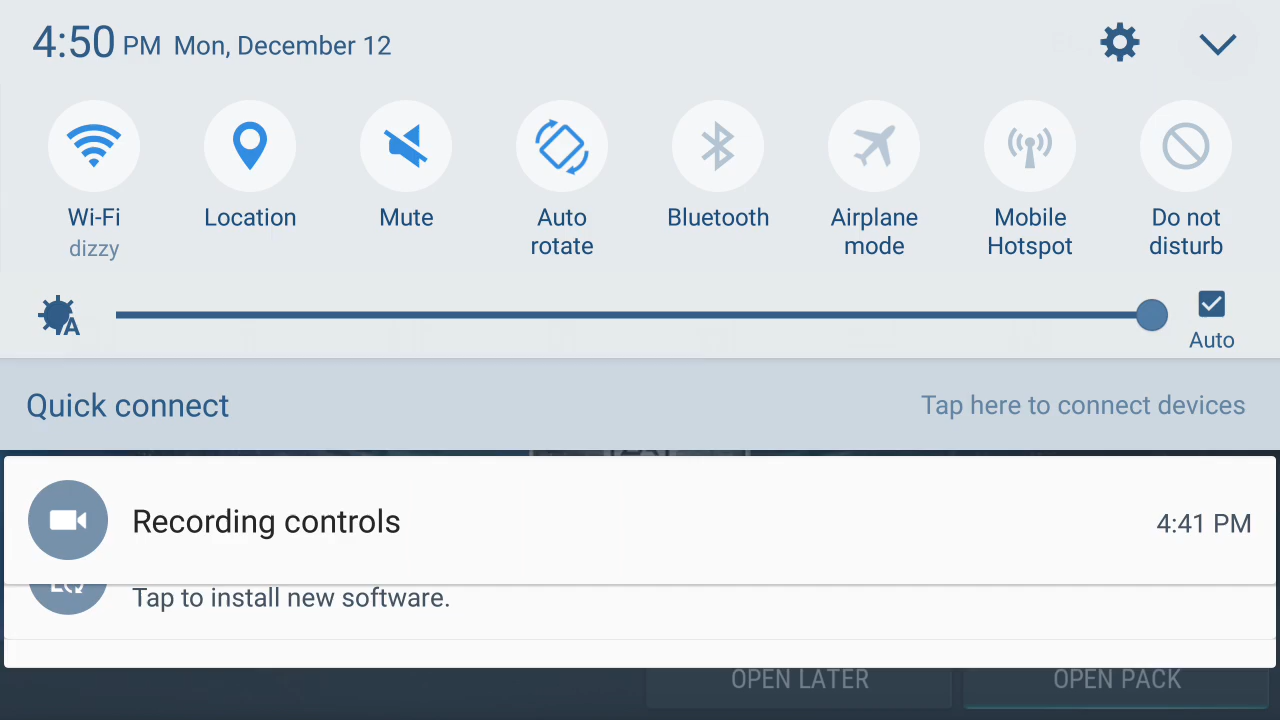 4:50 PM Mon, December 12
Wi-Fi
dizzy
Location
Mute
Auto
rotate
Bluetooth
Airplane
mode
Mobile
Hotspot
Do not
disturb
A
Auto
Quick connect
Tap here to connect devices
Recording controls
4:41 PM
Tap to install new software.
OPEN LATER
OPEN PACK